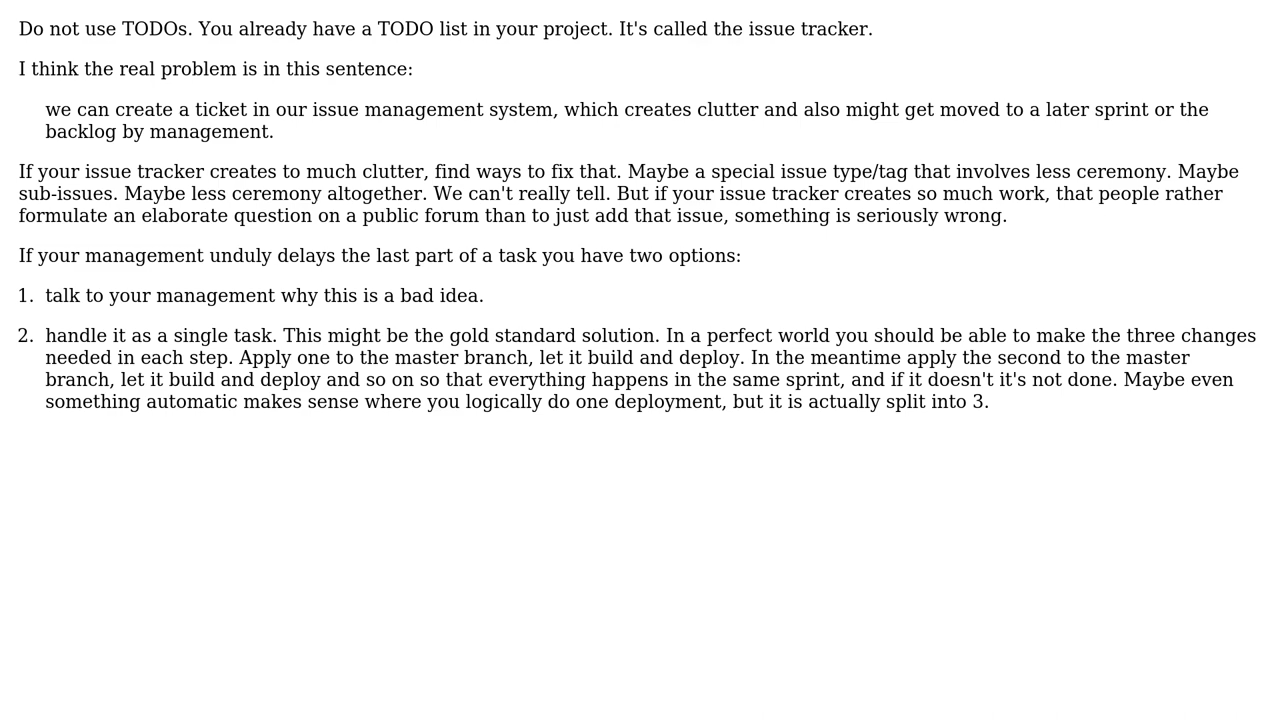 Do not use TODOs. You already have a TODO list in your project. It's called the issue tracker.
I think the real problem is in this sentence:
we can create a ticket in our issue management system, which creates clutter and also might get moved to a later sprint or the
backlog by management.
If your issue tracker creates to much clutter, find ways to fix that. Maybe a special issue type/tag that involves less ceremony. Maybe
sub-issues. Maybe less ceremony altogether. We can't really tell. But if your issue tracker creates so much work, that people rather
formulate an elaborate question on a public forum than to just add that issue, something is seriously wrong.
If your management unduly delays the last part of a task you have two options:
1. talk to your management why this is a bad idea.
2. handle it as a single task. This might be the gold standard solution. In a perfect world you should be able to make the three changes
needed in each step. Apply one to the master branch, let it build and deploy. In the meantime apply the second to the master
branch, let it build and deploy and so on so that everything happens in the same sprint, and if it doesn't it's not done. Maybe even
something automatic makes sense where you logically do one deployment, but it is actually split into 3.